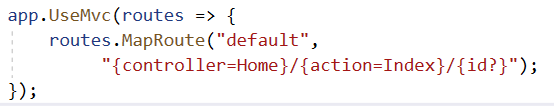 app.UseMvc(routes => {
    routes.MapRoute("default",
        "{controller=Home}/{action=Index}/{id?}");
});